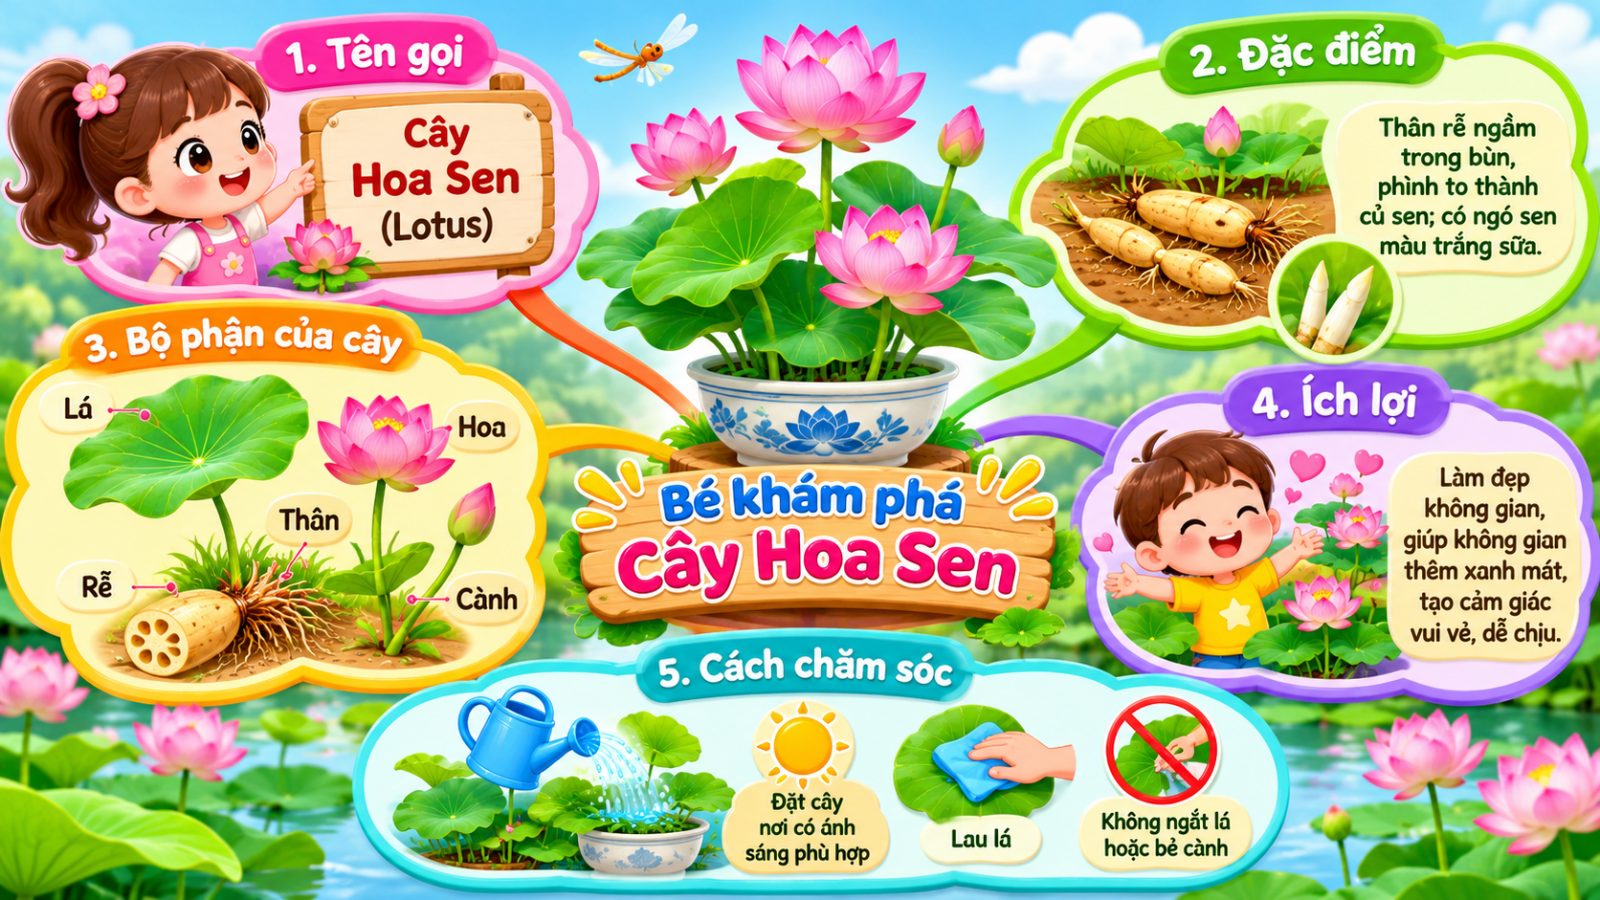 1. Tên gọi
Cây
Hoa Sen
(Lotus)
2. Đặc điểm
Thân rễ ngầm
trong bùn,
phình to thành
củ sen; có ngó sen
màu trắng sữa.
3. Bộ phận của cây
Lá
Hoa
Thân
Rễ
Cành
4. Ích lợi
Làm đẹp
không gian,
giúp không gian
thêm xanh mát,
tạo cảm giác
vui vẻ, dễ chịu.
Bé khám phá
Cây Hoa Sen
5. Cách chăm sóc
Đặt cây
nơi có ánh
sáng phù hợp
Lau lá
Không ngắt lá
hoặc bẻ cành